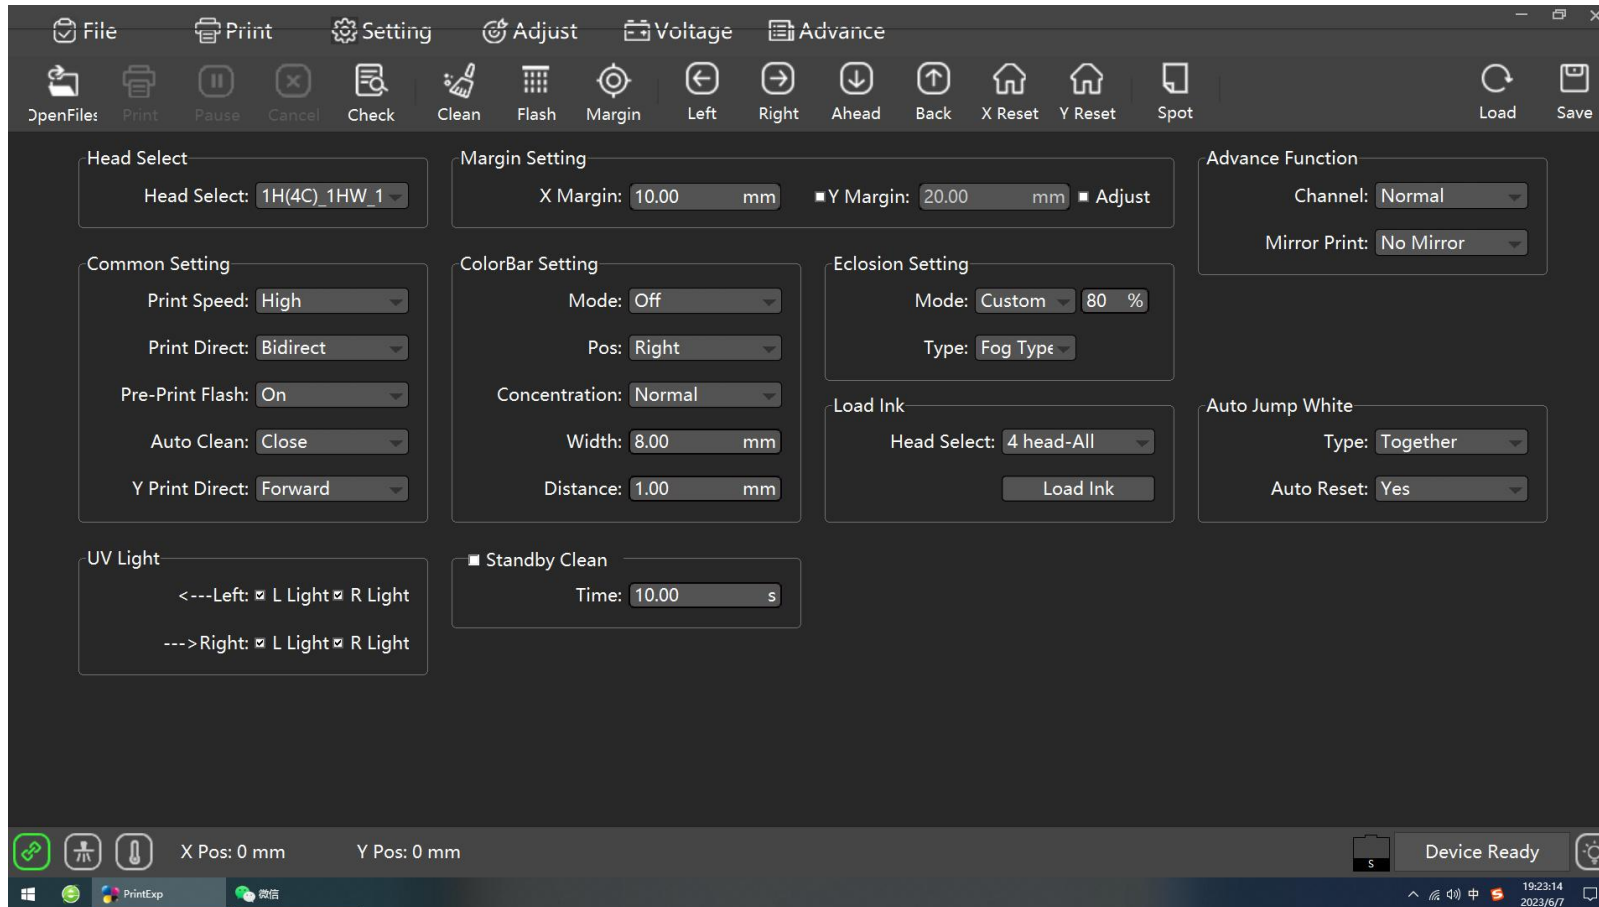 File Print Setting Adjust Voltage Advance
OpenFiles Print Pause Cancel Check Clean Flash Margin Left Right Ahead Back X Reset Y Reset Spot Load Save
Head Select
Head Select: 1H(4C)_1HW_1
Margin Setting
X Margin: 10.00 mm Y Margin: 20.00 mm Adjust
Advance Function
Channel: Normal
Mirror Print: No Mirror
Common Setting
Print Speed: High
Print Direct: Bidirect
Pre-Print Flash: On
Auto Clean: Close
Y Print Direct: Forward
ColorBar Setting
Mode: Off
Pos: Right
Concentration: Normal
Width: 8.00 mm
Distance: 1.00 mm
Eclosion Setting
Mode: Custom 80 %
Type: Fog Type
Load Ink
Head Select: 4 head-All
Load Ink
Auto Jump White
Type: Together
Auto Reset: Yes
UV Light
<---Left: L Light R Light
--->Right: L Light R Light
Standby Clean
Time: 10.00 s
X Pos: 0 mm Y Pos: 0 mm
S
Device Ready
PrintExp 微信 中 19:23:14
2023/6/7